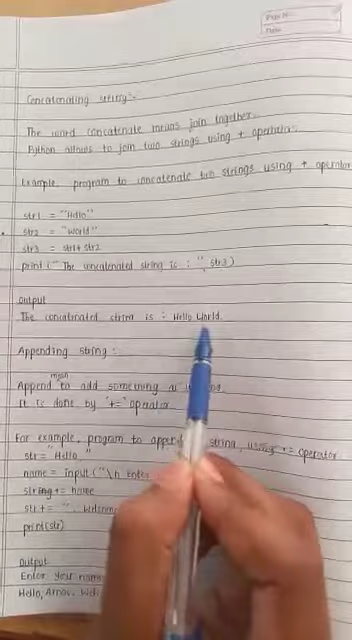 Page No.:
Date:
Concatenating string:-
The word concatenate means join together.
Python allows to join two strings using + operator.
Example, program to concatenate two strings using + operator
str1 = "Hello"
str2 = "World"
str3 = str1+str2
print("The concatenated string is : ", str3)
Output
The concatenated string is : Hello World.
Appending string:
mean
Append to add something at
It is done by '+=' operator
For example, program to append string, using += operator
str = "Hello,"
name = input("\n Enter
string += name
str += ". Welcome
print(str)
Output
Enter your name
Hello, Arnav. Wel